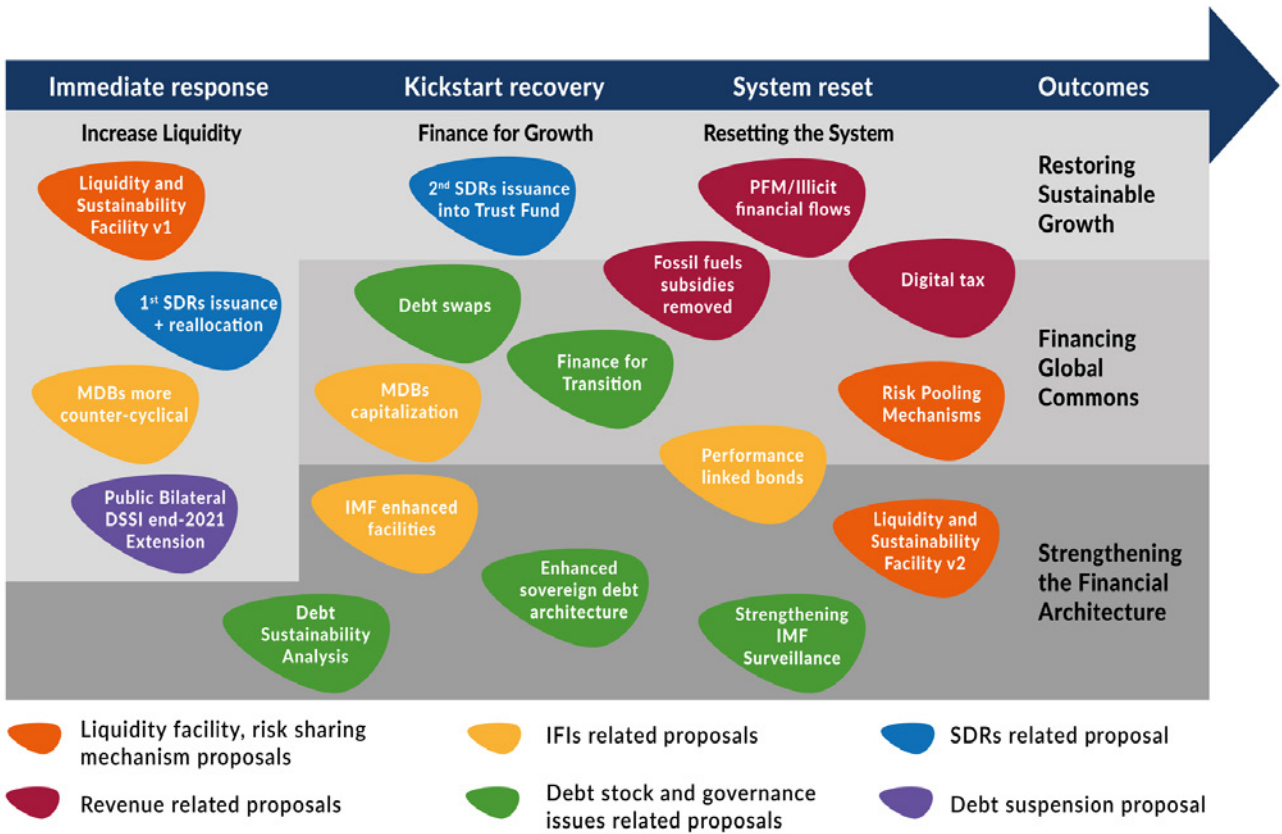 Immediate response
Kickstart recovery
System reset
Outcomes
Increase Liquidity
Finance for Growth
Resetting the System
Liquidity and
Sustainability
Facility v1
2nd SDRs issuance
into Trust Fund
PFM/Illicit
financial flows
Restoring
Sustainable
Growth
1st SDRs issuance
+ reallocation
Debt swaps
Fossil fuels
subsidies
removed
Digital tax
Finance for
Transition
Financing
Global
Commons
MDBs more
counter-cyclical
MDBs
capitalization
Risk Pooling
Mechanisms
Performance
linked bonds
Public Bilateral
DSSI end-2021
Extension
IMF enhanced
facilities
Liquidity and
Sustainability
Facility v2
Enhanced
sovereign debt
architecture
Strengthening
the Financial
Architecture
Debt
Sustainability
Analysis
Strengthening
IMF
Surveillance
Liquidity facility, risk sharing
mechanism proposals
IFIs related proposals
SDRs related proposal
Revenue related proposals
Debt stock and governance
issues related proposals
Debt suspension proposal